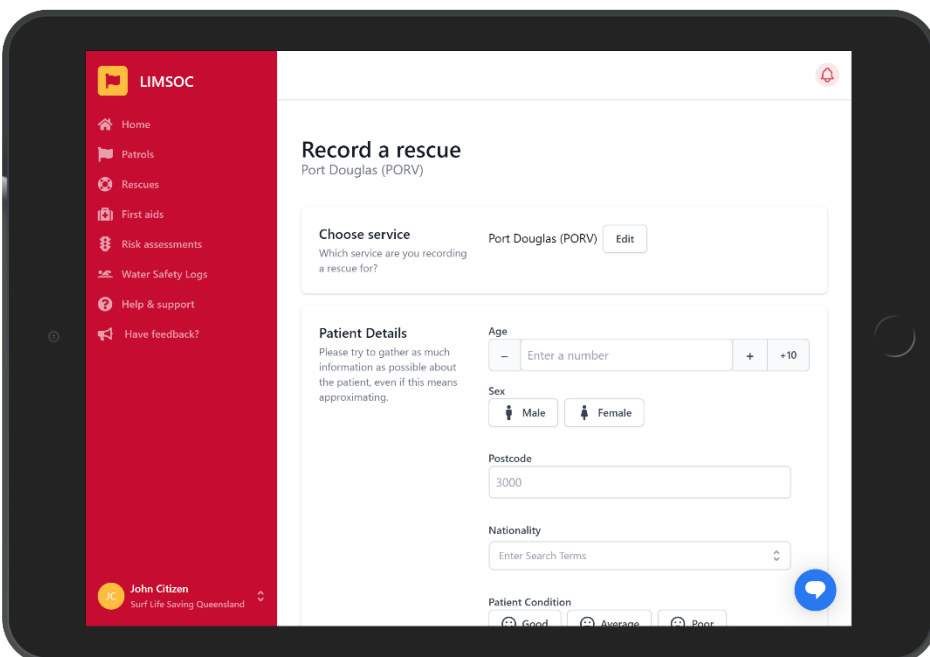 LIMSOC
Home
Patrols
Rescues
First aids
Risk assessments
Water Safety Logs
Help & support
Have feedback?
JC
John Citizen
Surf Life Saving Queensland
Record a rescue
Port Douglas (PORV)
Choose service
Which service are you recording
a rescue for?
Port Douglas (PORV)
Edit
Patient Details
Please try to gather as much
information as possible about
the patient, even if this means
approximating.
Age
– Enter a number + +10
Sex
Male Female
Postcode
3000
Nationality
Enter Search Terms
Patient Condition
Good Average Poor